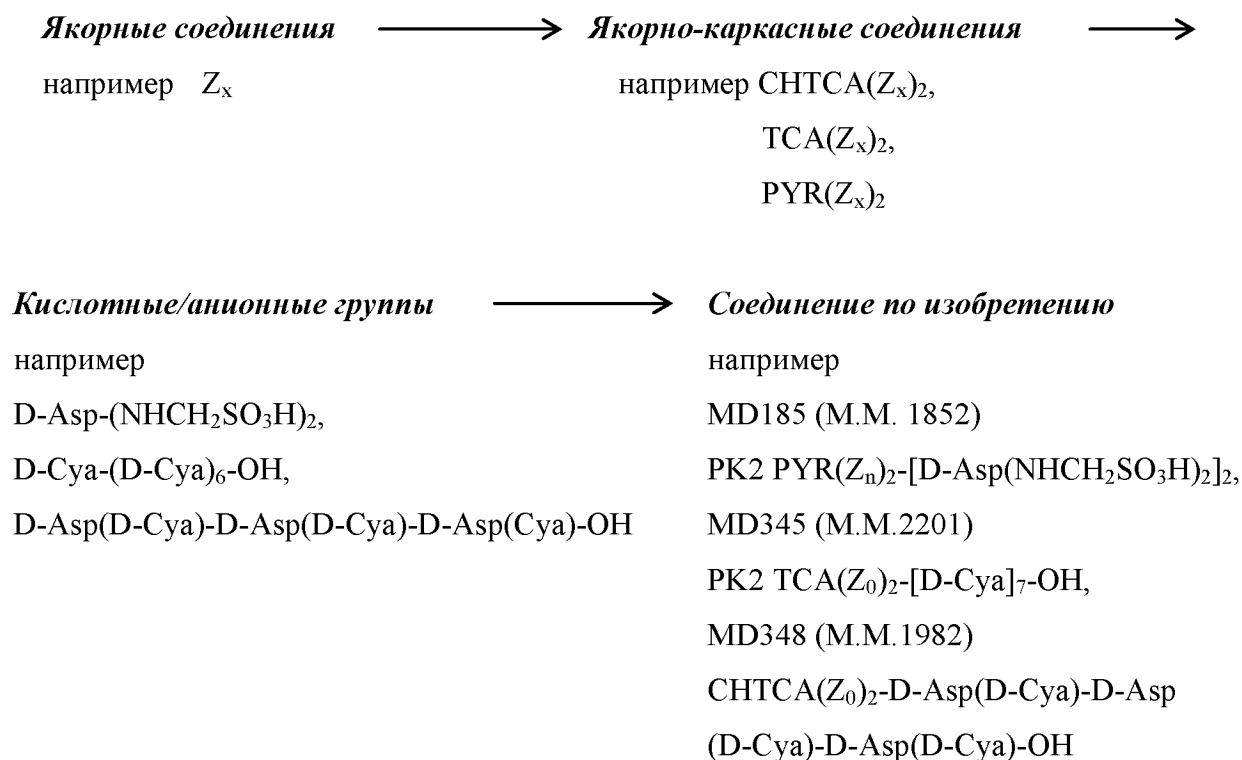 Якорные соединения ⟶ Якорно-каркасные соединения ⟶
например Zₓ например CHTCA(Zₓ)₂,
TCA(Zₓ)₂,
PYR(Zₓ)₂
Кислотные/анионные группы ⟶ Соединение по изобретению
например например
D-Asp-(NHCH₂SO₃H)₂, MD185 (М.М. 1852)
D-Cya-(D-Cya)₆-OH, PK2 PYR(Zₙ)₂-[D-Asp(NHCH₂SO₃H)₂]₂,
D-Asp(D-Cya)-D-Asp(D-Cya)-D-Asp(Cya)-OH MD345 (М.М.2201)
PK2 TCA(Z₀)₂-[D-Cya]₇-OH,
MD348 (М.М.1982)
CHTCA(Z₀)₂-D-Asp(D-Cya)-D-Asp
(D-Cya)-D-Asp(D-Cya)-OH